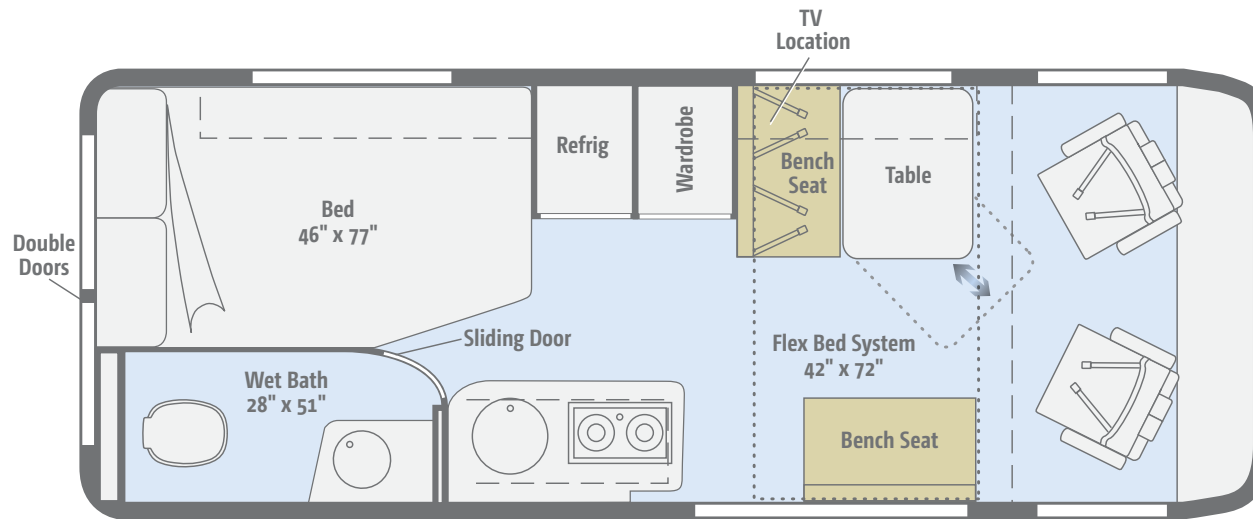 TV
Location
Refrig
Wardrobe
Bench
Seat
Table
Bed
46" x 77"
Double
Doors
Sliding Door
Flex Bed System
42" x 72"
Wet Bath
28" x 51"
Bench Seat